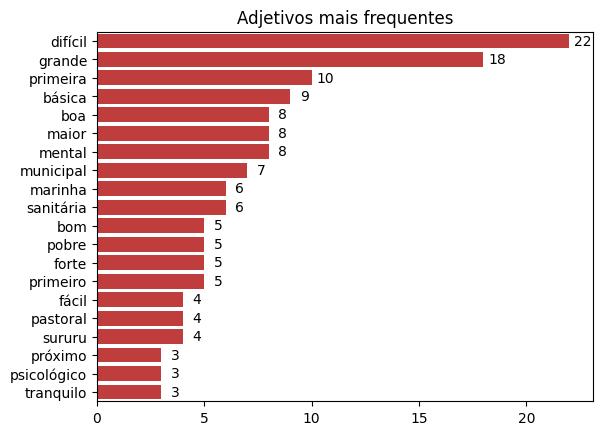 Adjetivos mais frequentes
difícil 22
grande 18
primeira 10
básica 9
boa 8
maior 8
mental 8
municipal 7
marinha 6
sanitária 6
bom 5
pobre 5
forte 5
primeiro 5
fácil 4
pastoral 4
sururu 4
próximo 3
psicológico 3
tranquilo 3
0 5 10 15 20